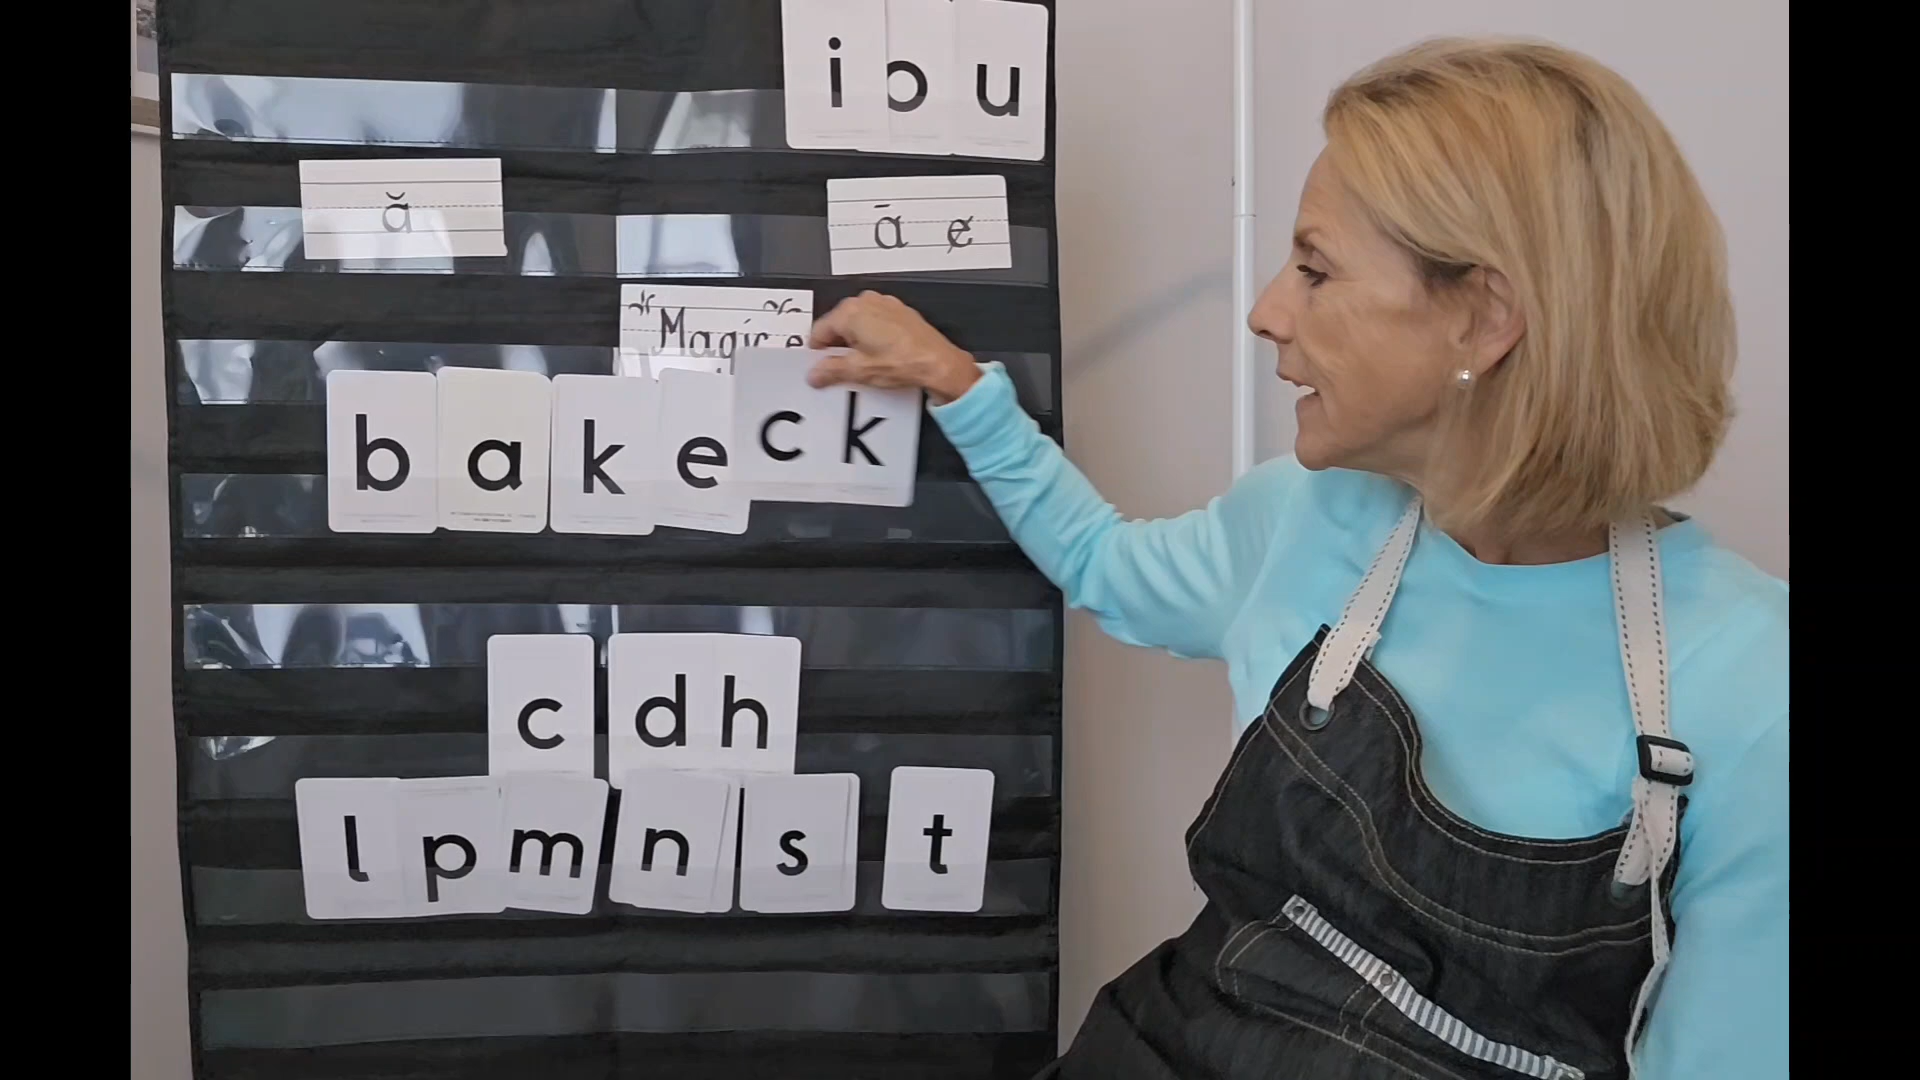 i o u
ă
ā e
Magic e
b a k e c k
c d h
l p m n s t